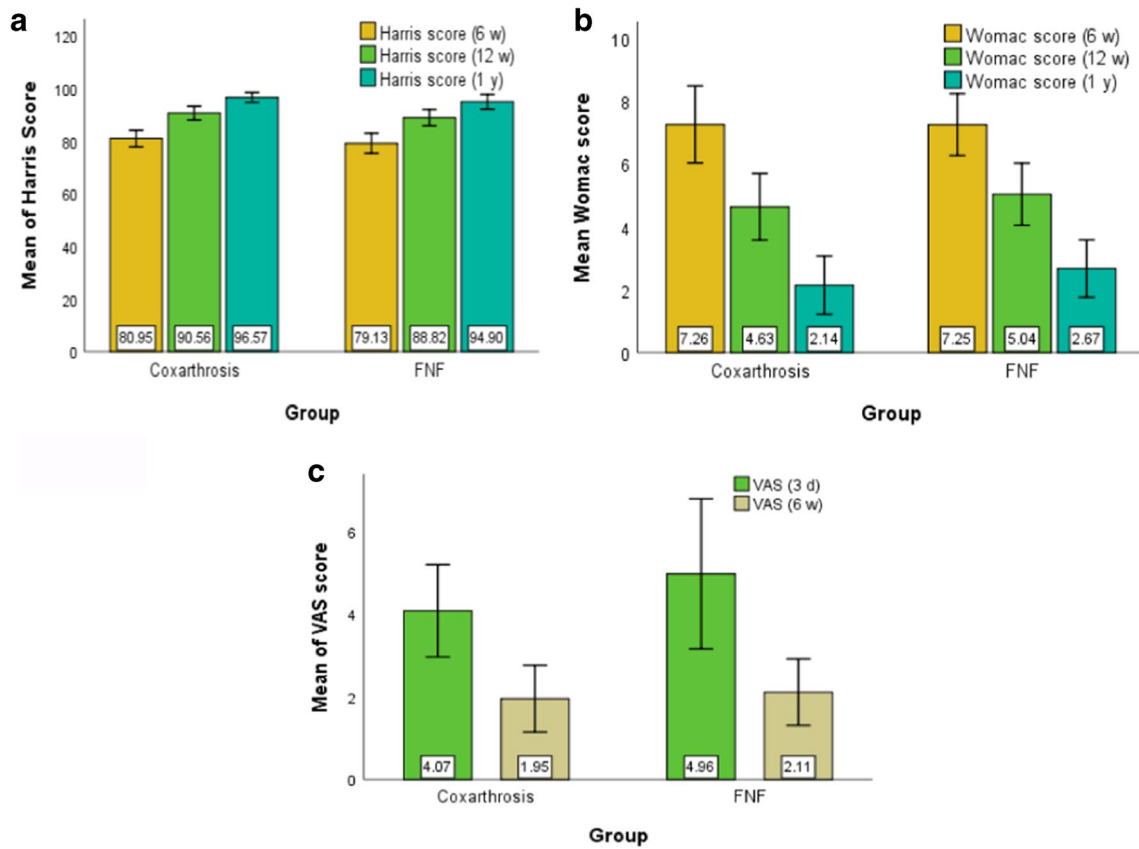 a
Mean of Harris Score
120
100
80
60
40
20
0
Harris score (6 w)
Harris score (12 w)
Harris score (1 y)
80.95 90.56 96.57 79.13 88.82 94.90
Coxarthrosis FNF
Group
b
Mean Womac score
10
8
6
4
2
0
Womac score (6 w)
Womac score (12 w)
Womac score (1 y)
7.26 4.63 2.14 7.25 5.04 2.67
Coxarthrosis FNF
Group
c
Mean of VAS score
6
4
2
0
VAS (3 d)
VAS (6 w)
4.07 1.95 4.96 2.11
Coxarthrosis FNF
Group